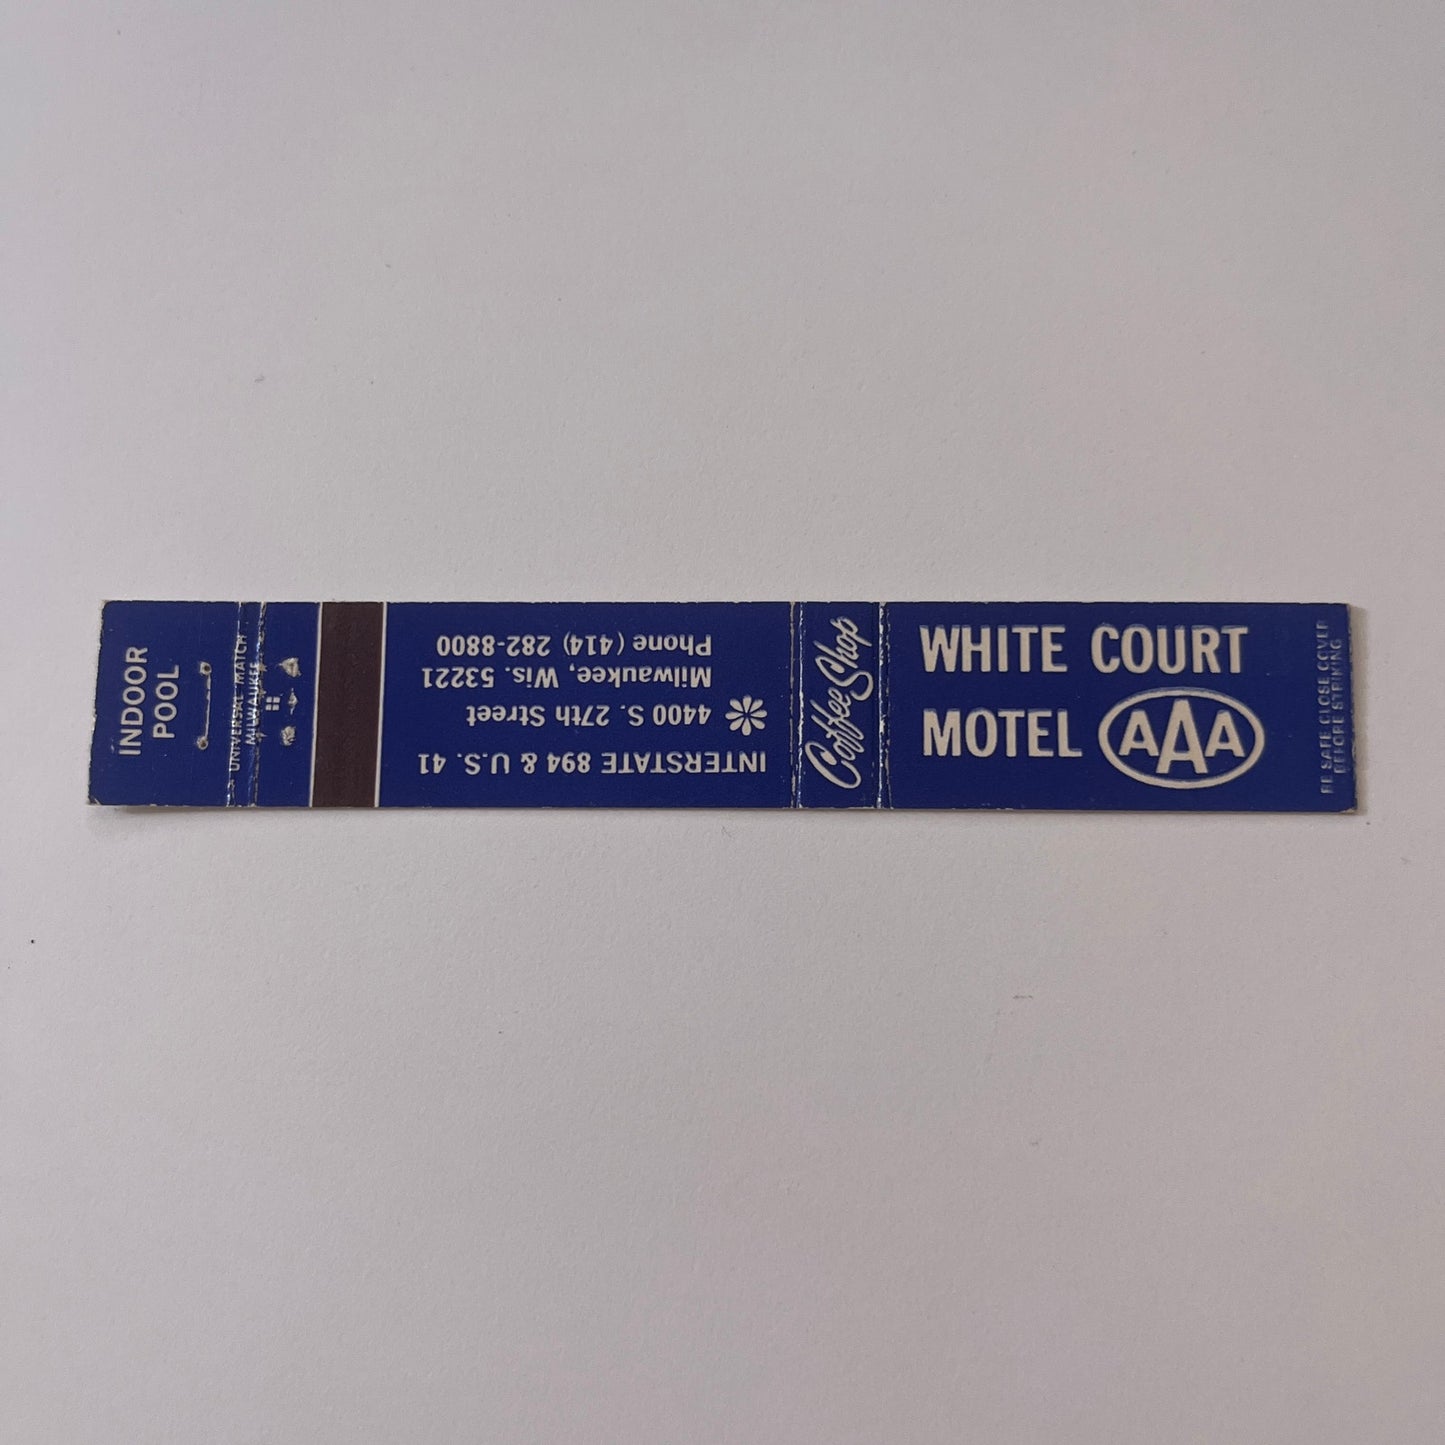 INDOOR
POOL
UNIVERSAL MATCH
MILWAUKEE
INTERSTATE 894 & U.S. 41
4400 S. 27th Street
Milwaukee, Wis. 53221
Phone (414) 282-8800
Coffee Shop
WHITE COURT
MOTEL AAA
BE SAFE CLOSE COVER
BEFORE STRIKING